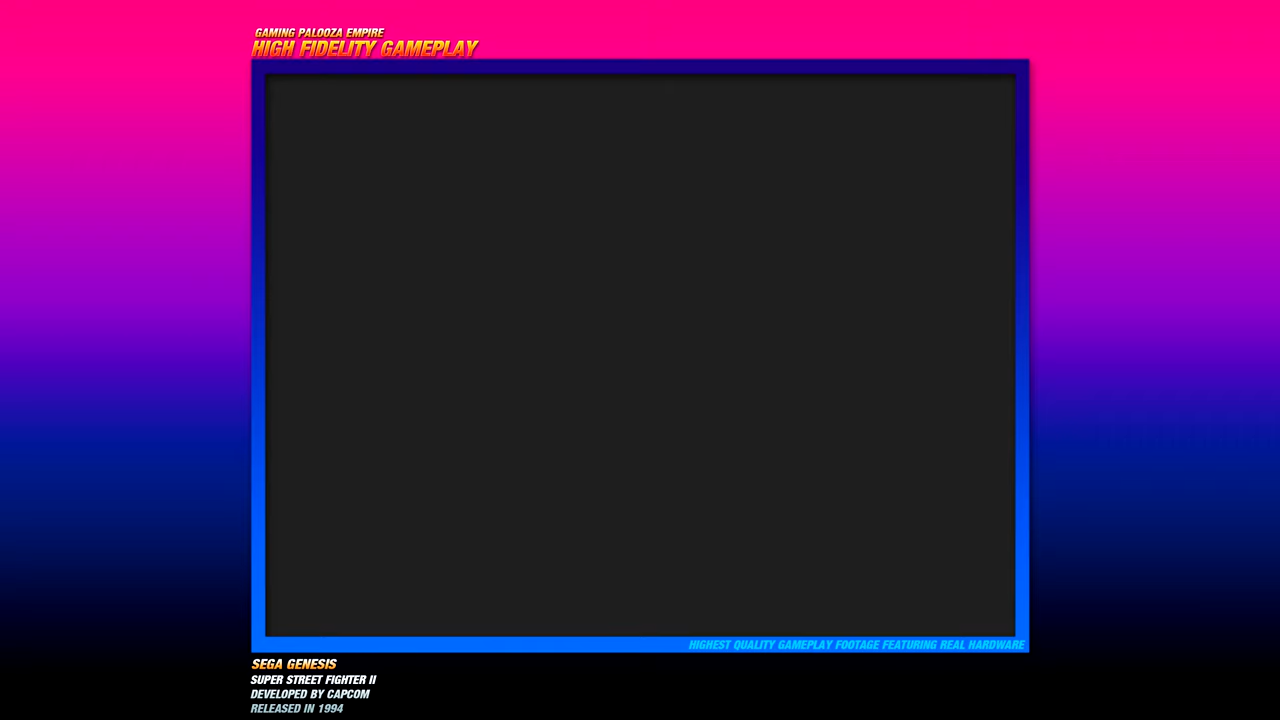 GAMING PALOOZA EMPIRE
HIGH FIDELITY GAMEPLAY
HIGHEST QUALITY GAMEPLAY FOOTAGE FEATURING REAL HARDWARE
SEGA GENESIS
SUPER STREET FIGHTER II
DEVELOPED BY CAPCOM
RELEASED IN 1994